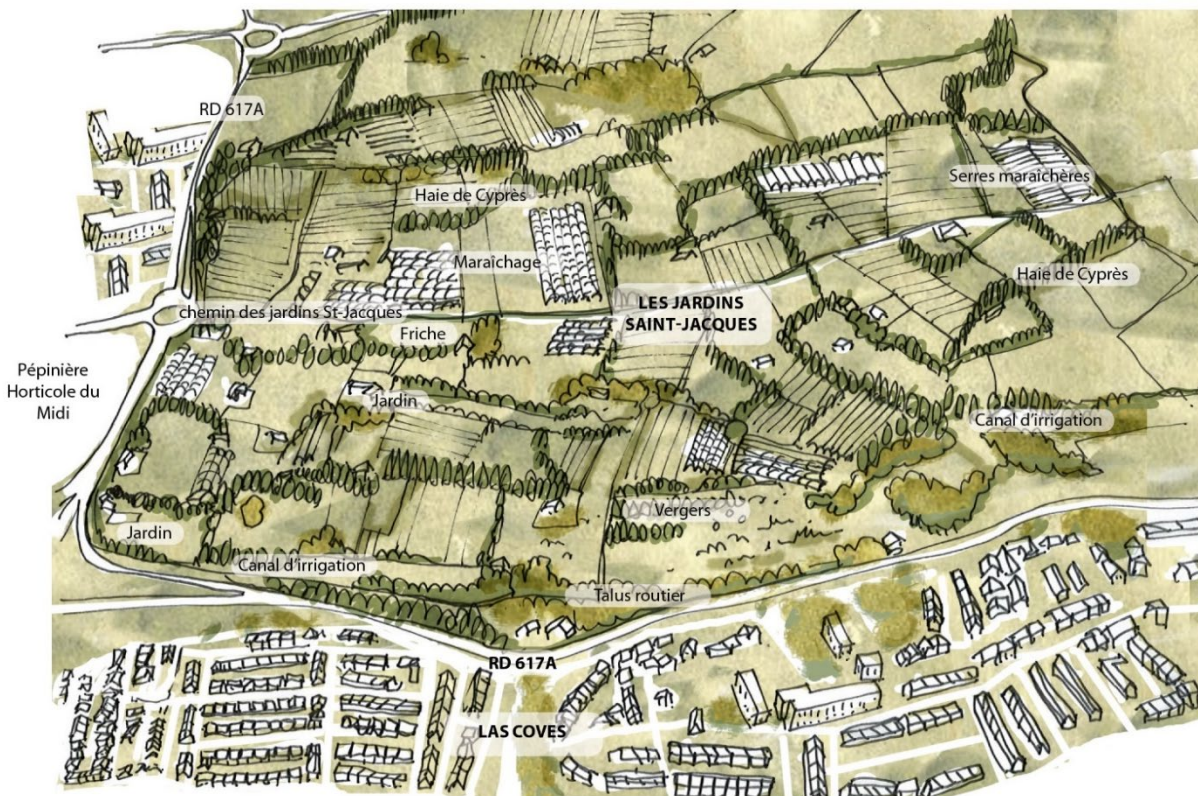 RD 617A
Haie de Cyprès
Serres maraîchères
Maraîchage
Haie de Cyprès
LES JARDINS
SAINT-JACQUES
chemin des jardins St-Jacques
Friche
Pépinière
Horticole du
Midi
Jardin
Canal d'irrigation
Vergers
Jardin
Canal d'irrigation
Talus routier
RD 617A
LAS COVES